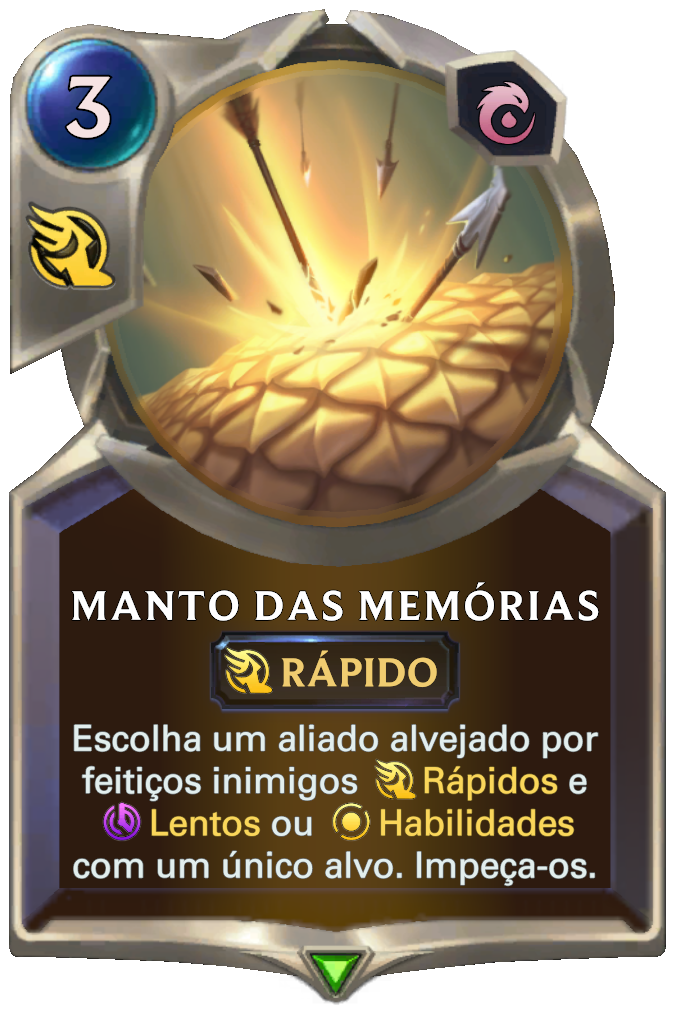 3
MANTO DAS MEMÓRIAS
RÁPIDO
Escolha um aliado alvejado por
feitiços inimigos Rápidos e
Lentos ou Habilidades
com um único alvo. Impeça-os.